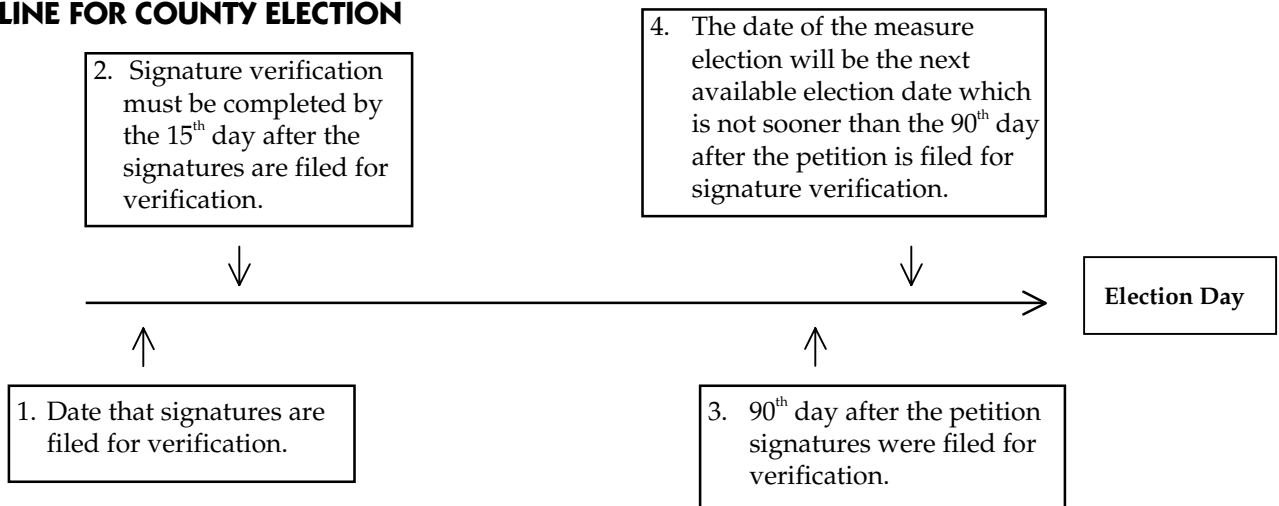 LINE FOR COUNTY ELECTION
2. Signature verification
must be completed by
the 15th day after the
signatures are filed for
verification.
4. The date of the measure
election will be the next
available election date which
is not sooner than the 90th day
after the petition is filed for
signature verification.
Election Day
1. Date that signatures are
filed for verification.
3. 90th day after the petition
signatures were filed for
verification.